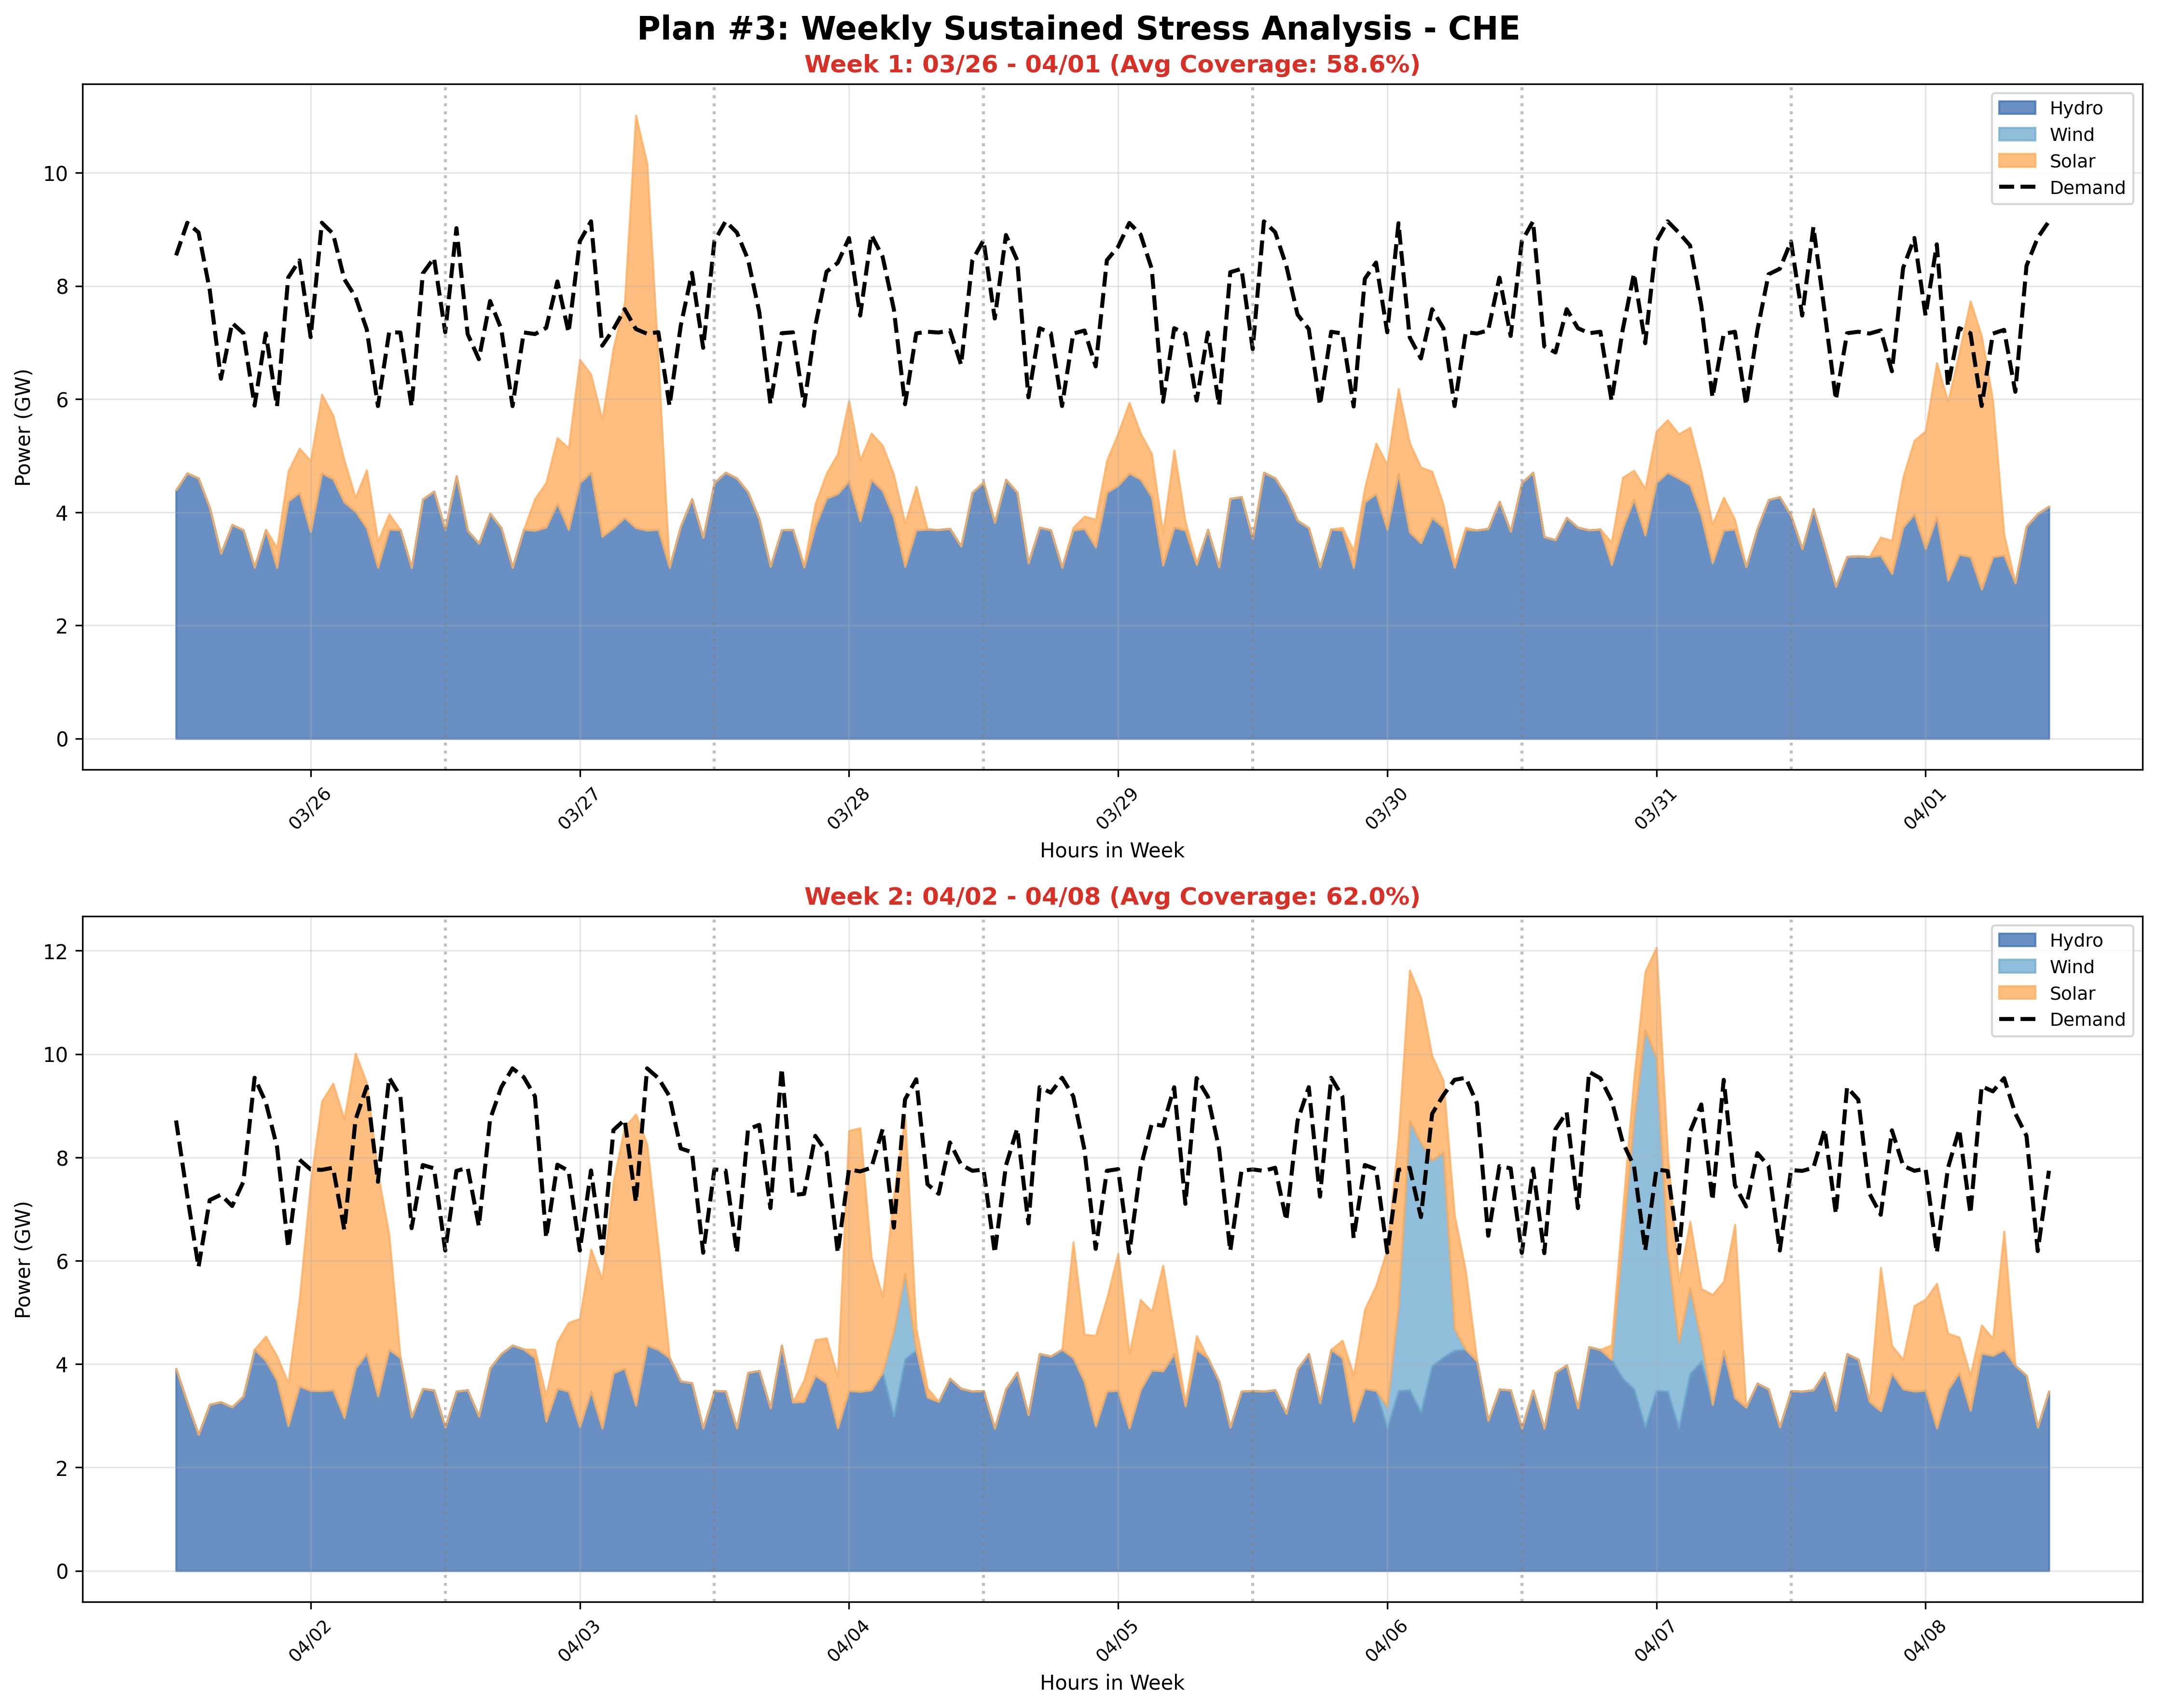 Plan #3: Weekly Sustained Stress Analysis - CHE
Week 1: 03/26 - 04/01 (Avg Coverage: 58.6%)
Hydro
Wind
Solar
Demand
10
8
6
4
2
0
Power (GW)
03/26
03/27
03/28
03/29
03/30
03/31
04/01
Hours in Week
Week 2: 04/02 - 04/08 (Avg Coverage: 62.0%)
Hydro
Wind
Solar
Demand
12
10
8
6
4
2
0
Power (GW)
04/02
04/03
04/04
04/05
04/06
04/07
04/08
Hours in Week